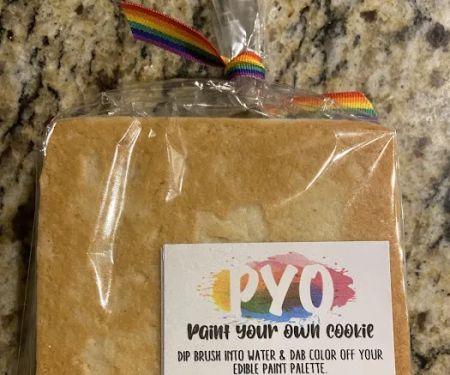 PYO
Paint Your Own Cookie
DIP BRUSH INTO WATER & DAB COLOR OFF YOUR
EDIBLE PAINT PALETTE.